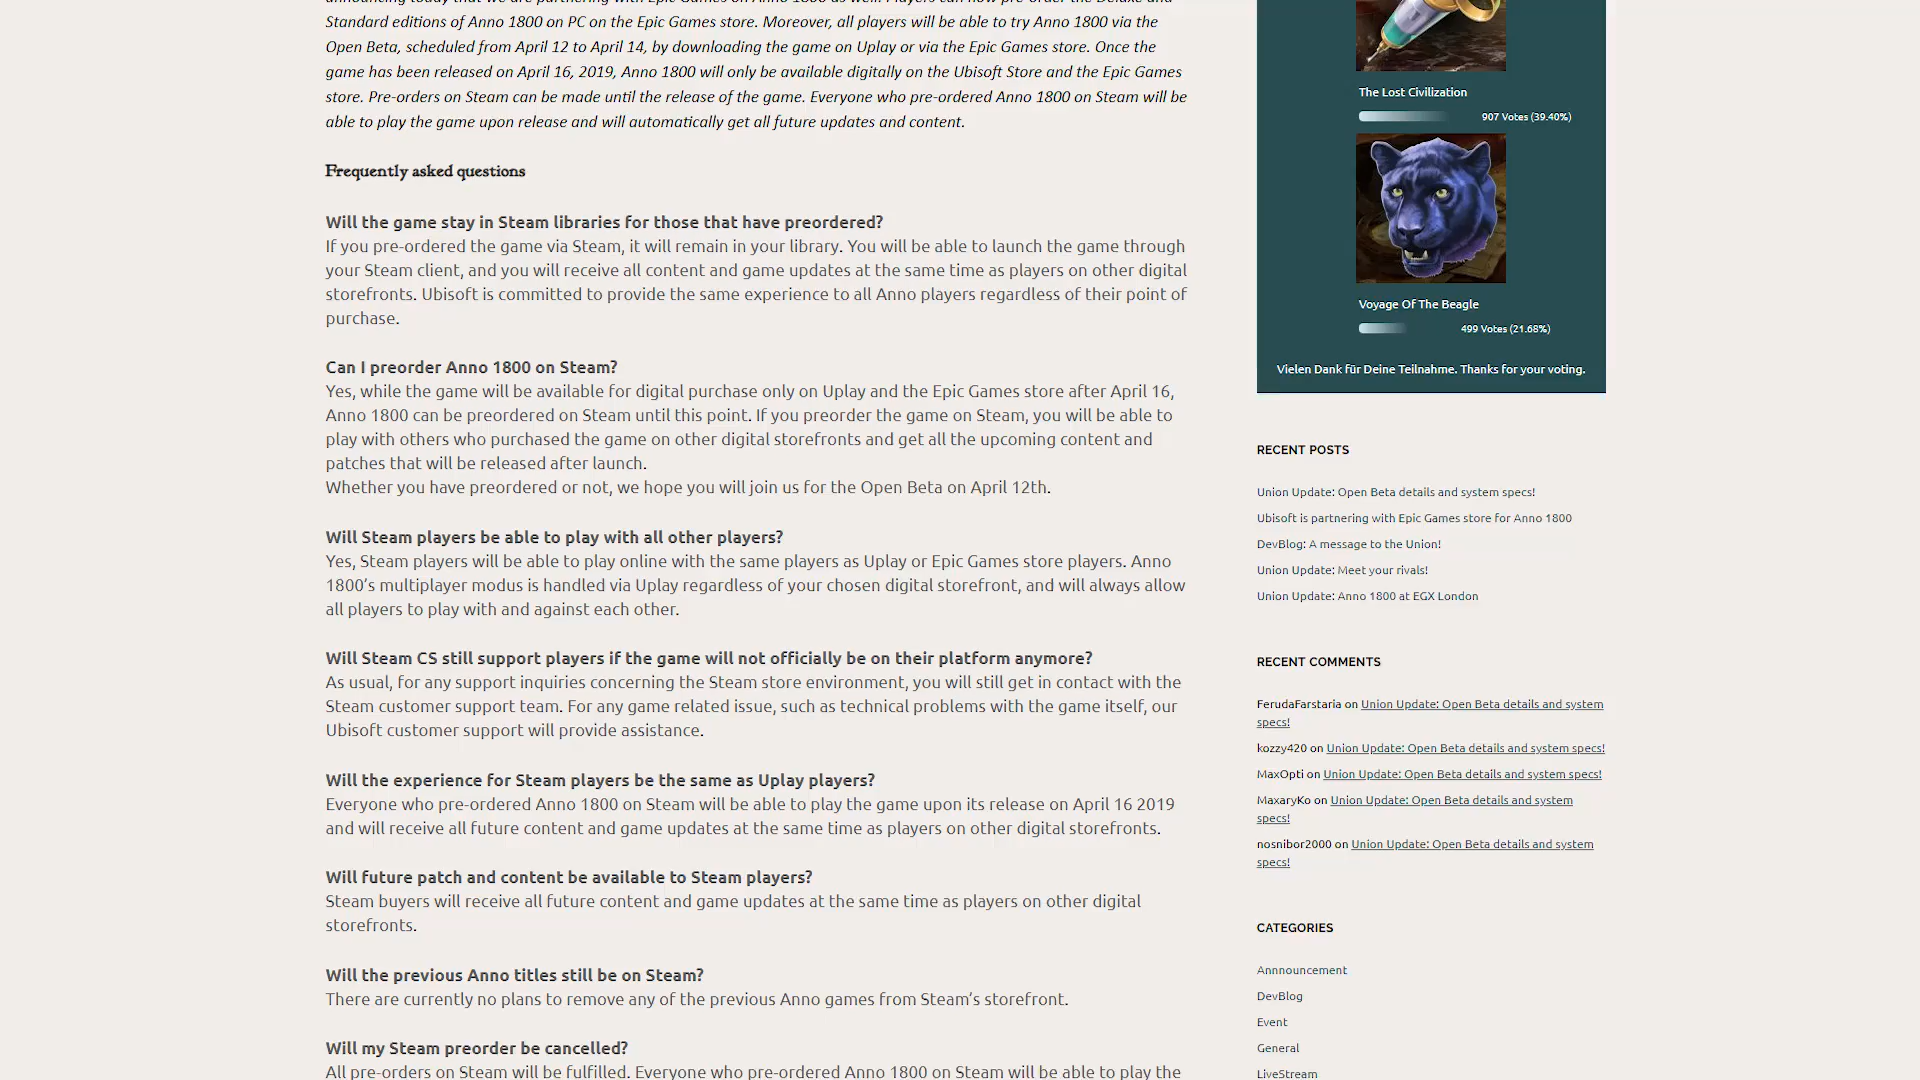 Standard editions of Anno 1800 on PC on the Epic Games store. Moreover, all players will be able to try Anno 1800 via the
Open Beta, scheduled from April 12 to April 14, by downloading the game on Uplay or via the Epic Games store. Once the
game has been released on April 16, 2019, Anno 1800 will only be available digitally on the Ubisoft Store and the Epic Games
store. Pre-orders on Steam can be made until the release of the game. Everyone who pre-ordered Anno 1800 on Steam will be
able to play the game upon release and will automatically get all future updates and content.
Frequently asked questions
Will the game stay in Steam libraries for those that have preordered?
If you pre-ordered the game via Steam, it will remain in your library. You will be able to launch the game through
your Steam client, and you will receive all content and game updates at the same time as players on other digital
storefronts. Ubisoft is committed to provide the same experience to all Anno players regardless of their point of
purchase.
Can I preorder Anno 1800 on Steam?
Yes, while the game will be available for digital purchase only on Uplay and the Epic Games store after April 16,
Anno 1800 can be preordered on Steam until this point. If you preorder the game on Steam, you will be able to
play with others who purchased the game on other digital storefronts and get all the upcoming content and
patches that will be released after launch.
Whether you have preordered or not, we hope you will join us for the Open Beta on April 12th.
Will Steam players be able to play with all other players?
Yes, Steam players will be able to play online with the same players as Uplay or Epic Games store players. Anno
1800’s multiplayer modus is handled via Uplay regardless of your chosen digital storefront, and will always allow
all players to play with and against each other.
Will Steam CS still support players if the game will not officially be on their platform anymore?
As usual, for any support inquiries concerning the Steam store environment, you will still get in contact with the
Steam customer support team. For any game related issue, such as technical problems with the game itself, our
Ubisoft customer support will provide assistance.
Will the experience for Steam players be the same as Uplay players?
Everyone who pre-ordered Anno 1800 on Steam will be able to play the game upon its release on April 16 2019
and will receive all future content and game updates at the same time as players on other digital storefronts.
Will future patch and content be available to Steam players?
Steam buyers will receive all future content and game updates at the same time as players on other digital
storefronts.
Will the previous Anno titles still be on Steam?
There are currently no plans to remove any of the previous Anno games from Steam’s storefront.
Will my Steam preorder be cancelled?
All pre-orders on Steam will be fulfilled. Everyone who pre-ordered Anno 1800 on Steam will be able to play the
The Lost Civilization
907 Votes (39.40%)
Voyage Of The Beagle
499 Votes (21.68%)
Vielen Dank für Deine Teilnahme. Thanks for your voting.
RECENT POSTS
Union Update: Open Beta details and system specs!
Ubisoft is partnering with Epic Games store for Anno 1800
DevBlog: A message to the Union!
Union Update: Meet your rivals!
Union Update: Anno 1800 at EGX London
RECENT COMMENTS
FerudaFarstaria on Union Update: Open Beta details and system
specs!
kozzy420 on Union Update: Open Beta details and system specs!
MaxOpti on Union Update: Open Beta details and system specs!
MaxaryKo on Union Update: Open Beta details and system
specs!
nosnibor2000 on Union Update: Open Beta details and system
specs!
CATEGORIES
Annnouncement
DevBlog
Event
General
LiveStream